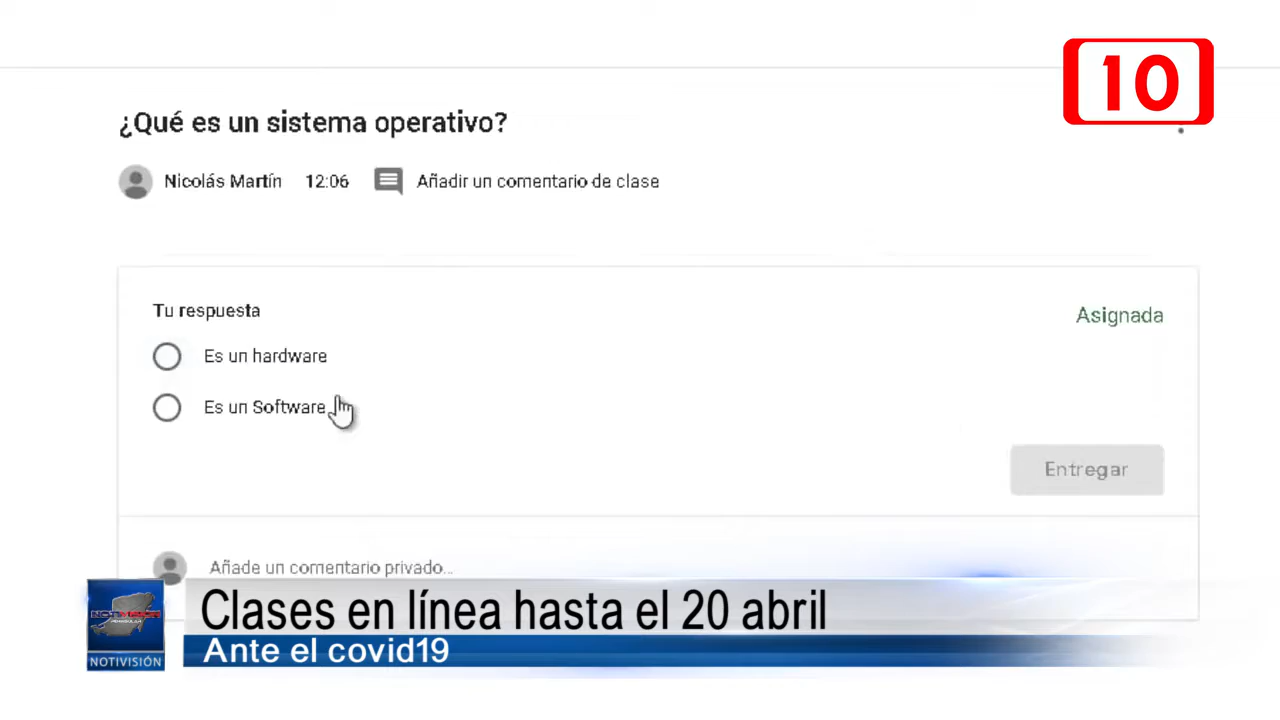 10
¿Qué es un sistema operativo?
Nicolás Martín 12:06 Añadir un comentario de clase
Tu respuesta
Asignada
Es un hardware
Es un Software
Entregar
Añade un comentario privado...
Clases en línea hasta el 20 abril
Ante el covid19
NOTIVISIÓN